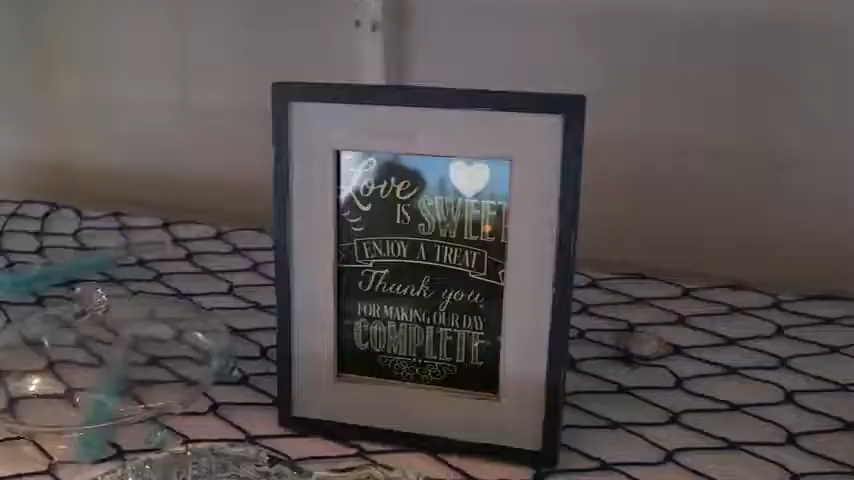 Love
IS SWEET
ENJOY A TREAT
Thank you
FOR MAKING OUR DAY
COMPLETE